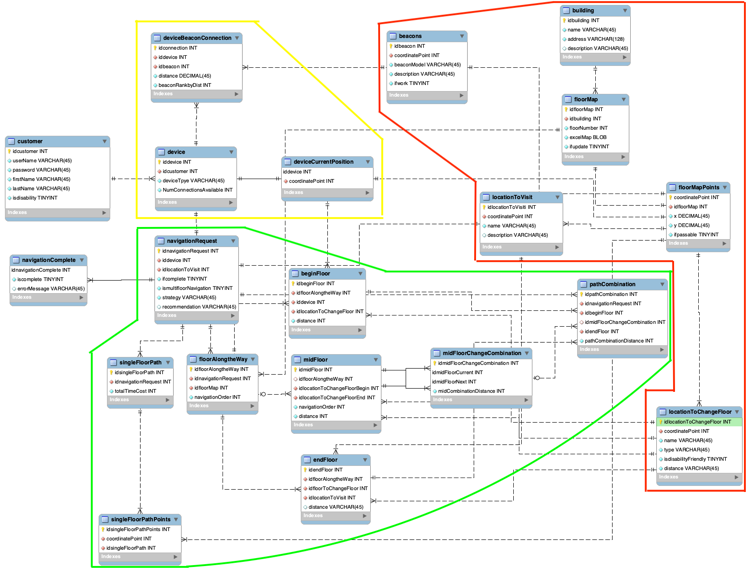 building
idbuilding INT
name VARCHAR(45)
address VARCHAR(128)
description VARCHAR(45)
Indexes
deviceBeaconConnection
idconnection INT
iddevice INT
idbeacon INT
distance DECIMAL(45)
beaconRankbyDist INT
Indexes
beacons
idbeacon INT
coordinatePoint INT
beaconModel VARCHAR(45)
description VARCHAR(45)
ifwork TINYINT
Indexes
floorMap
idfloorMap INT
idbuilding INT
floorNumber INT
excelMap BLOB
ifupdate TINYINT
Indexes
customer
idcustomer INT
userName VARCHAR(45)
password VARCHAR(45)
firstName VARCHAR(45)
lastName VARCHAR(45)
isdiability TINYINT
Indexes
device
iddevice INT
idcustomer INT
deviceType VARCHAR(45)
NumConnectionsAvailable INT
Indexes
deviceCurrentPosition
iddevice INT
coordinatePoint INT
Indexes
locationToVisit
idlocationToVisit INT
coordinatePoint INT
name VARCHAR(45)
description VARCHAR(45)
Indexes
floorMapPoints
coordinatePoint INT
idfloorMap INT
x DECIMAL(45)
y DECIMAL(45)
ifpassable TINYINT
Indexes
navigationRequest
idnavigationRequest INT
iddevice INT
idlocationToVisit INT
ifcomplete TINYINT
ismultifloorNavigation TINYINT
strategy VARCHAR(45)
recommendation VARCHAR(45)
Indexes
navigationComplete
idnavigationComplete INT
iscomplete TINYINT
errorMessage VARCHAR(45)
Indexes
beginFloor
idbeginFloor INT
idfloorAlongtheWay INT
iddevice INT
idlocationToChangeFloor INT
distance INT
Indexes
pathCombination
idpathCombination INT
idnavigationRequest INT
idbeginFloor INT
idmidFloorChangeCombination INT
idendFloor INT
pathCombinationDistance INT
Indexes
singleFloorPath
idsingleFloorPath INT
idnavigationRequest INT
totalTimeCost INT
Indexes
floorAlongtheWay
idfloorAlongtheWay INT
idnavigationRequest INT
idfloorMap INT
navigationOrder INT
Indexes
midFloor
idmidFloor INT
idfloorAlongtheWay INT
idlocationToChangeFloorBegin INT
idlocationToChangeFloorEnd INT
navigationOrder INT
distance INT
Indexes
midFloorChangeCombination
idmidFloorChangeCombination INT
idmidFloorCurrent INT
idmidFloorNext INT
midCombinationDistance INT
Indexes
locationToChangeFloor
idlocationToChangeFloor INT
coordinatePoint INT
name VARCHAR(45)
type VARCHAR(45)
isdisabilityFriendly TINYINT
distance VARCHAR(45)
Indexes
endFloor
idendFloor INT
idfloorAlongtheWay INT
idfloorToChangeFloor INT
idlocationToVisit INT
distance VARCHAR(45)
Indexes
singleFloorPathPoints
idsingleFloorPathPoints INT
coordinatePoint INT
idsingleFloorPath INT
Indexes